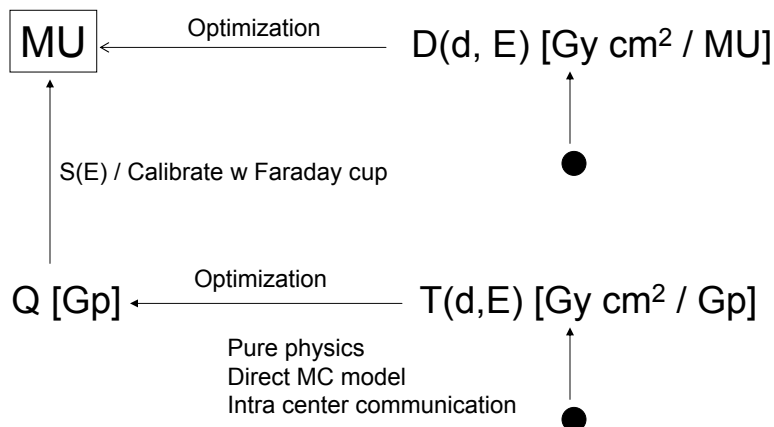 MU
Optimization
D(d, E) [Gy cm² / MU]
S(E) / Calibrate w Faraday cup
Q [Gp]
Optimization
T(d,E) [Gy cm² / Gp]
Pure physics
Direct MC model
Intra center communication